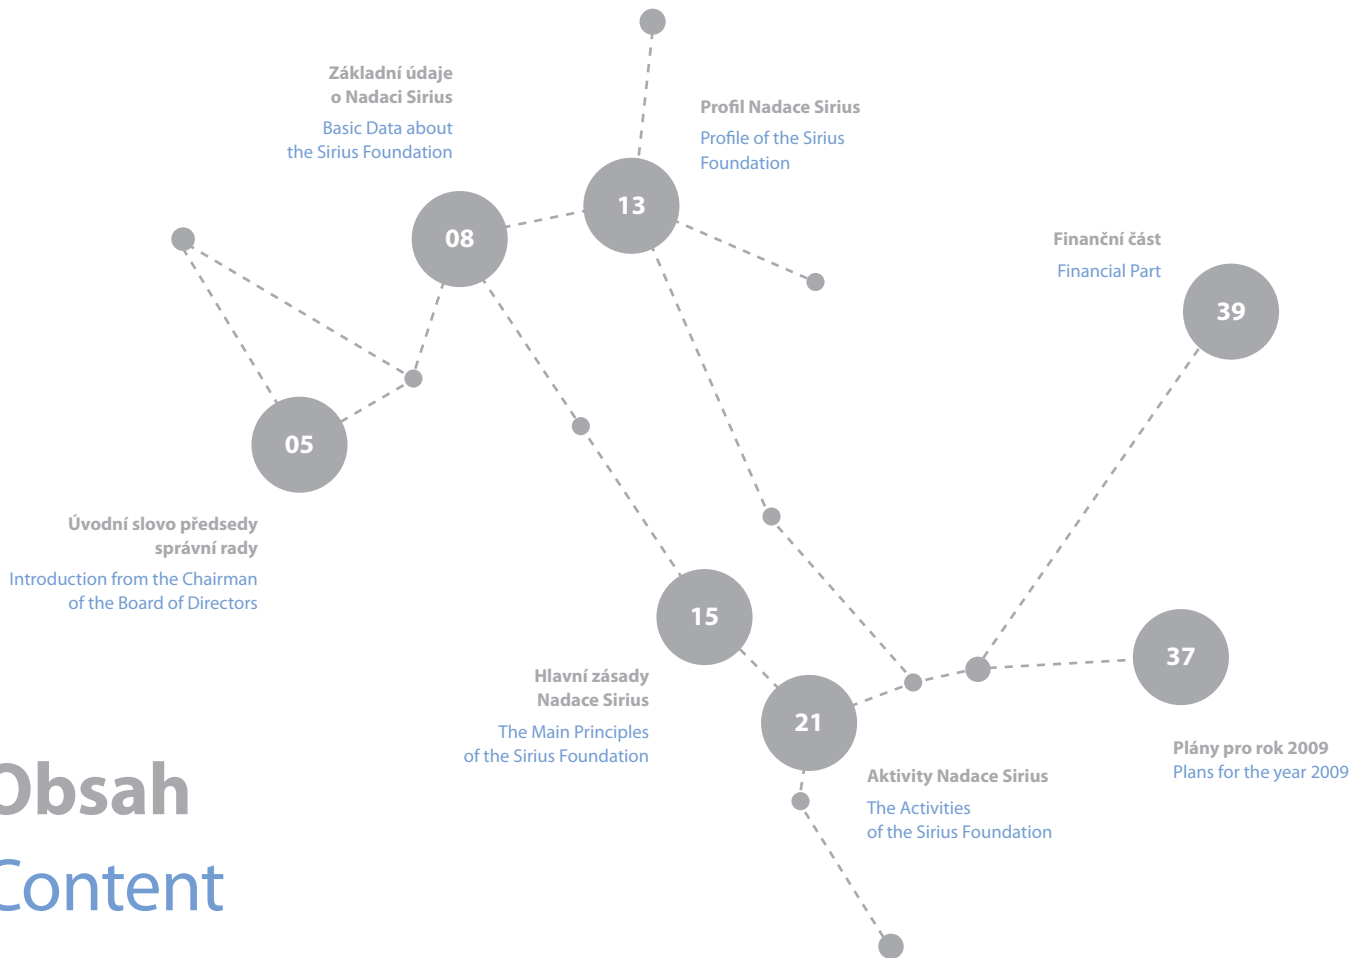 Základní údaje
o Nadaci Sirius
Basic Data about
the Sirius Foundation
08
Profil Nadace Sirius
Profile of the Sirius
Foundation
13
Finanční část
Financial Part
39
05
Úvodní slovo předsedy
správní rady
Introduction from the Chairman
of the Board of Directors
15
Hlavní zásady
Nadace Sirius
The Main Principles
of the Sirius Foundation
21
Aktivity Nadace Sirius
The Activities
of the Sirius Foundation
37
Plány pro rok 2009
Plans for the year 2009
Obsah
Content